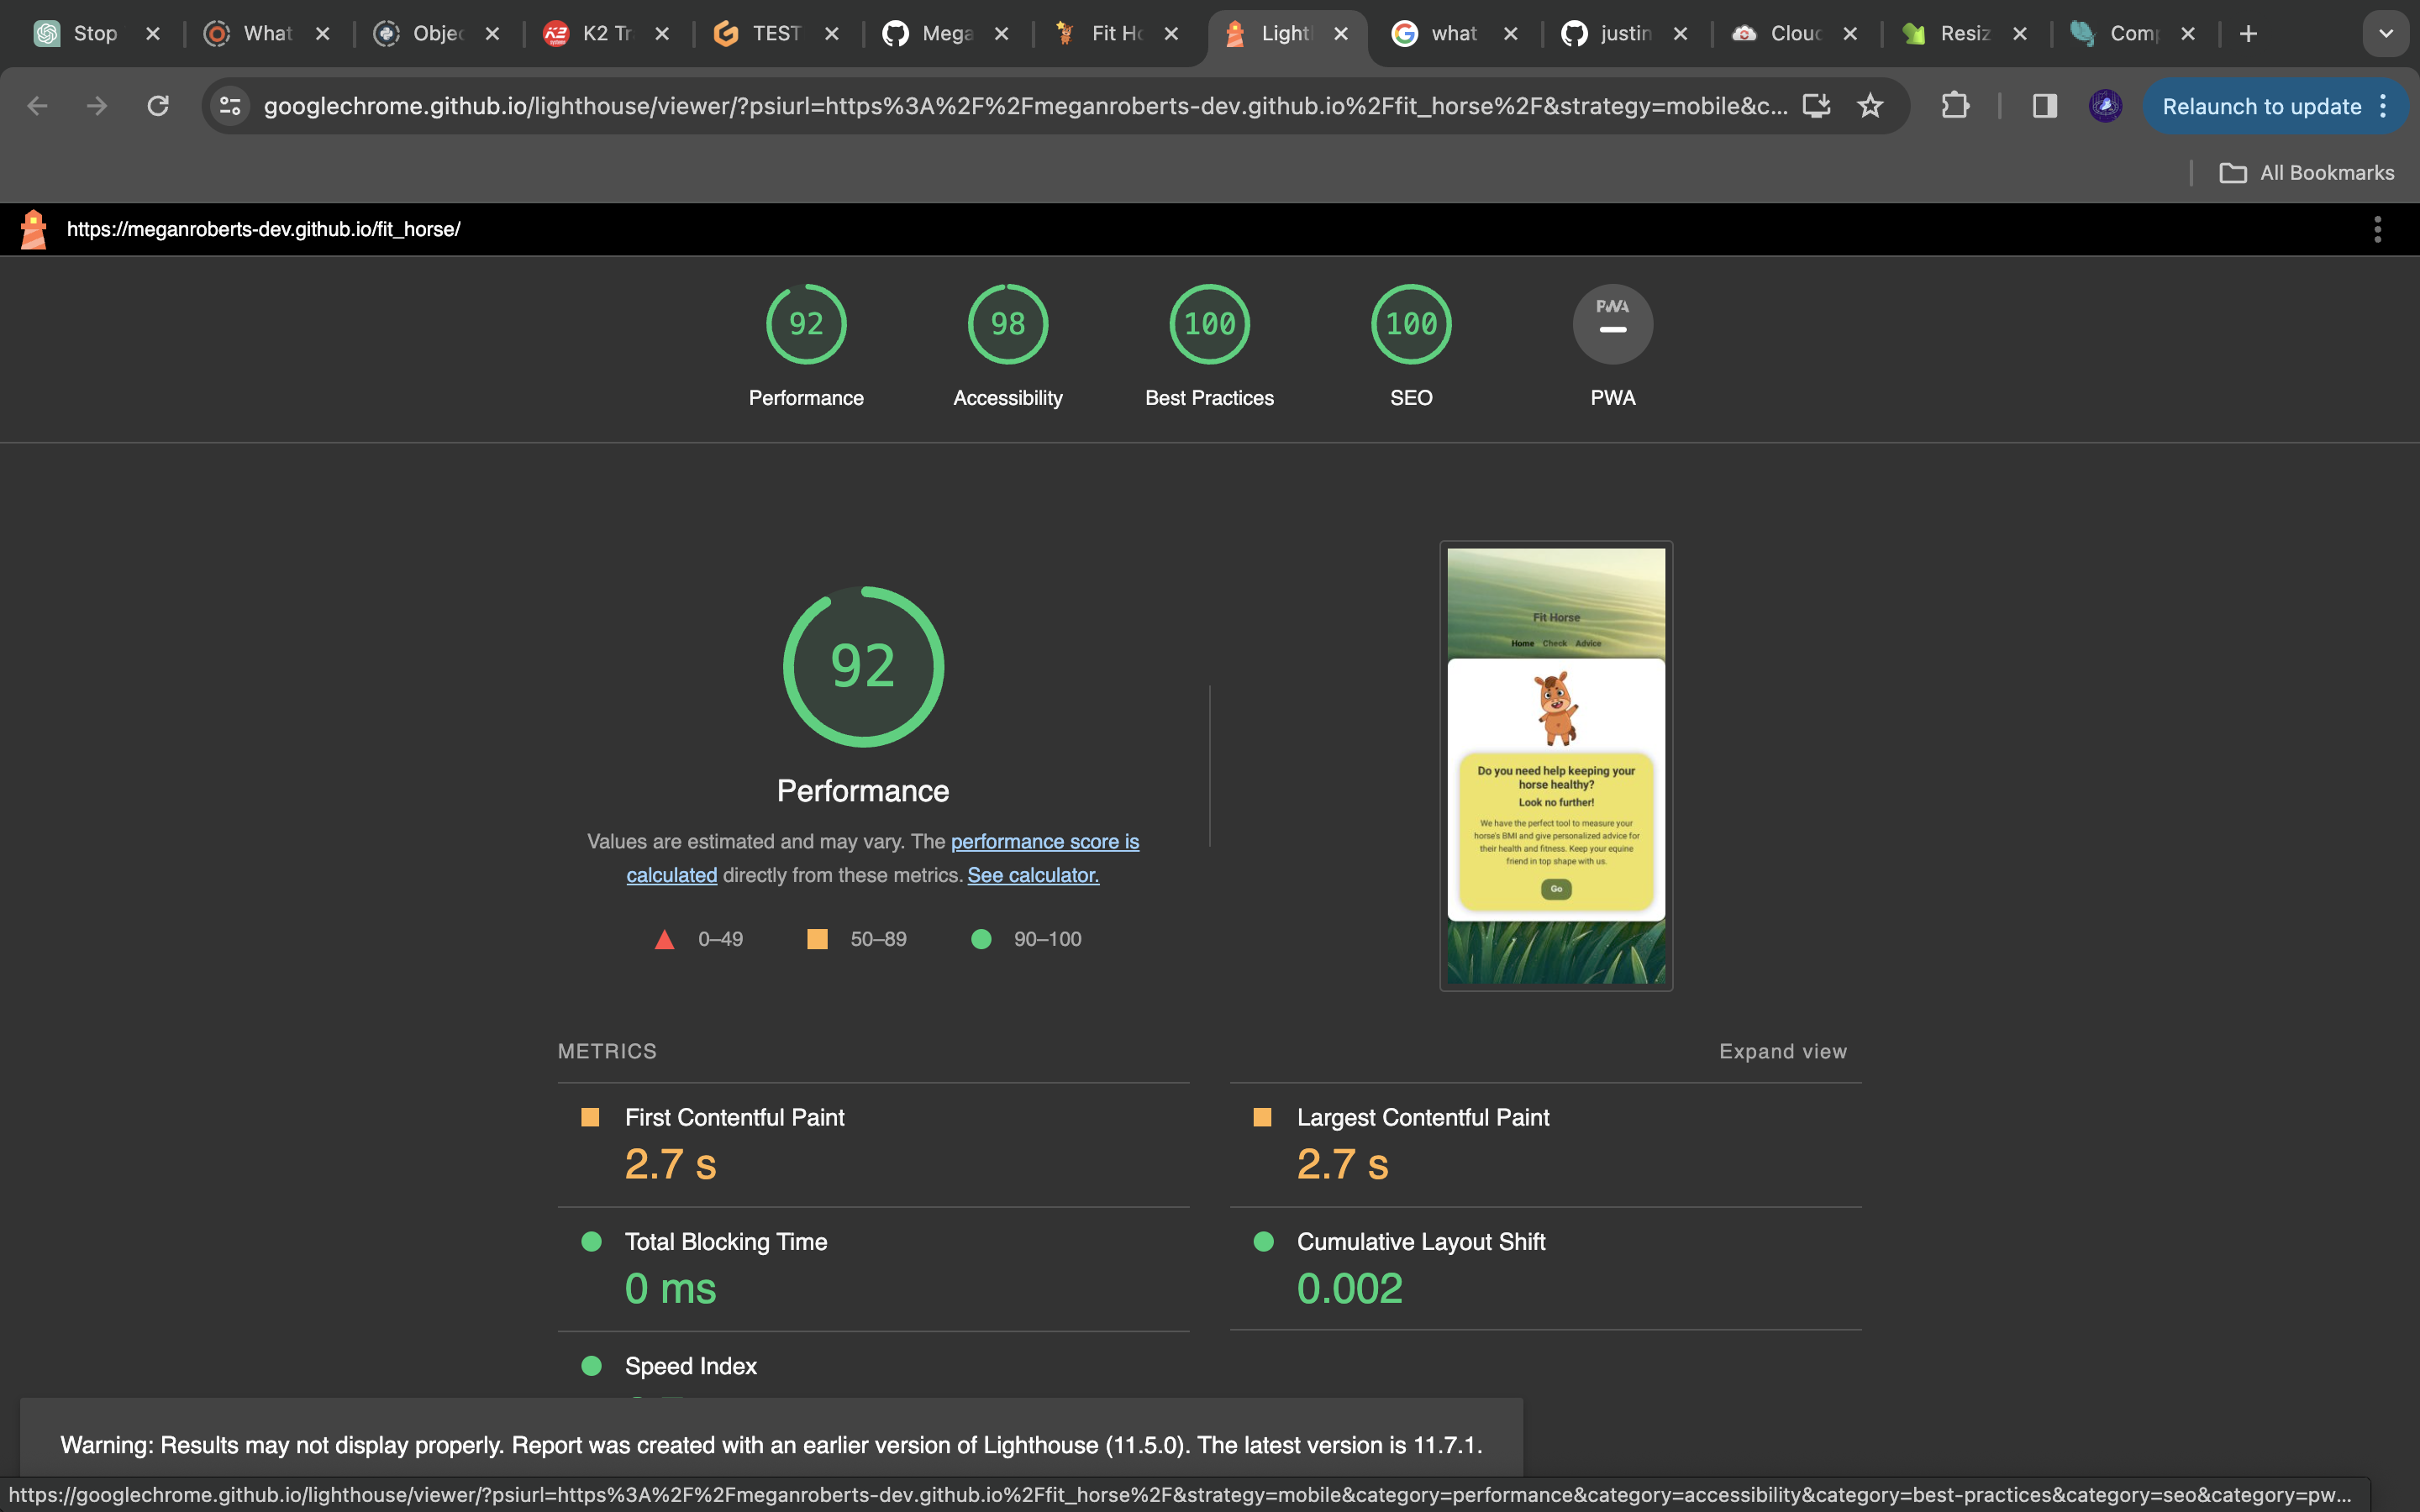 Stop
What
Objec
K2 Tr
TEST
Mega
Fit Ho
Light
what
justin
Cloud
Resiz
Comp
googlechrome.github.io/lighthouse/viewer/?psiurl=https%3A%2F%2Fmeganroberts-dev.github.io%2Ffit_horse%2F&strategy=mobile&c...
Relaunch to update
All Bookmarks
https://meganroberts-dev.github.io/fit_horse/
92
98
100
100
PWA
Performance
Accessibility
Best Practices
SEO
PWA
92
Performance
Values are estimated and may vary. The performance score is
calculated directly from these metrics. See calculator.
0–49
50–89
90–100
Fit Horse
Home Check Advice
Do you need help keeping your
horse healthy?
Look no further!
We have the perfect tool to measure your
horse's BMI and give personalized advice for
their health and fitness. Keep your equine
friend in top shape with us.
Go
METRICS
Expand view
First Contentful Paint
2.7 s
Largest Contentful Paint
2.7 s
Total Blocking Time
0 ms
Cumulative Layout Shift
0.002
Speed Index
Warning: Results may not display properly. Report was created with an earlier version of Lighthouse (11.5.0). The latest version is 11.7.1.
https://googlechrome.github.io/lighthouse/viewer/?psiurl=https%3A%2F%2Fmeganroberts-dev.github.io%2Ffit_horse%2F&strategy=mobile&category=performance&category=accessibility&category=best-practices&category=seo&category=pw...